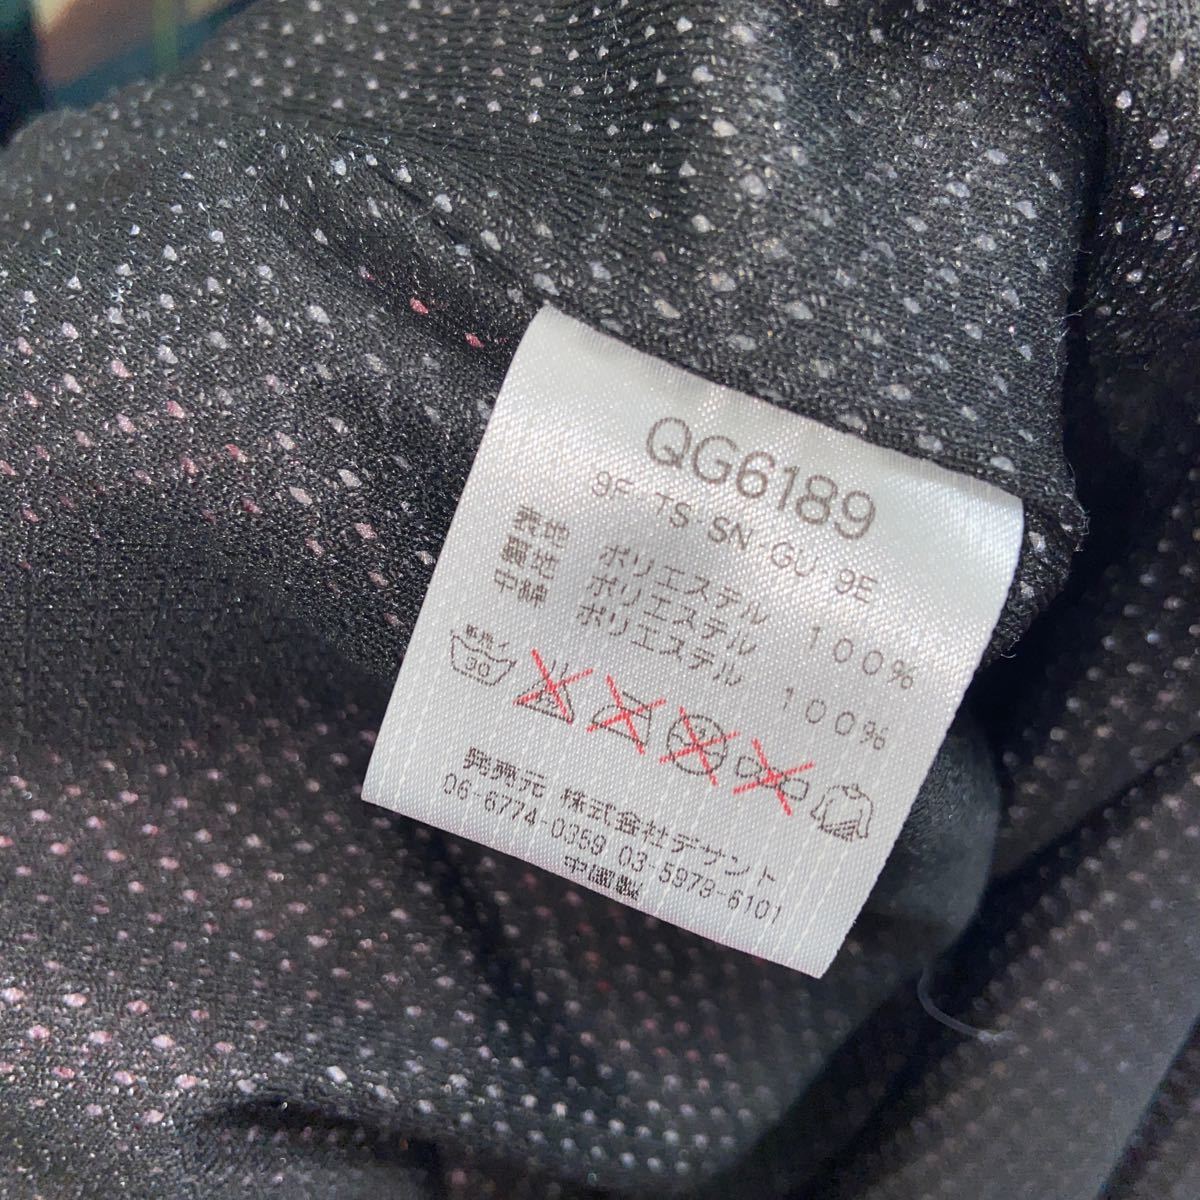 QG6189
9F TS SN GU 9E
表地 ポリエステル 100%
裏地 ポリエステル 100%
中綿 ポリエステル 100%
30
発売元 株式会社デサント
06-6774-0359 03-5979-6101
中国製